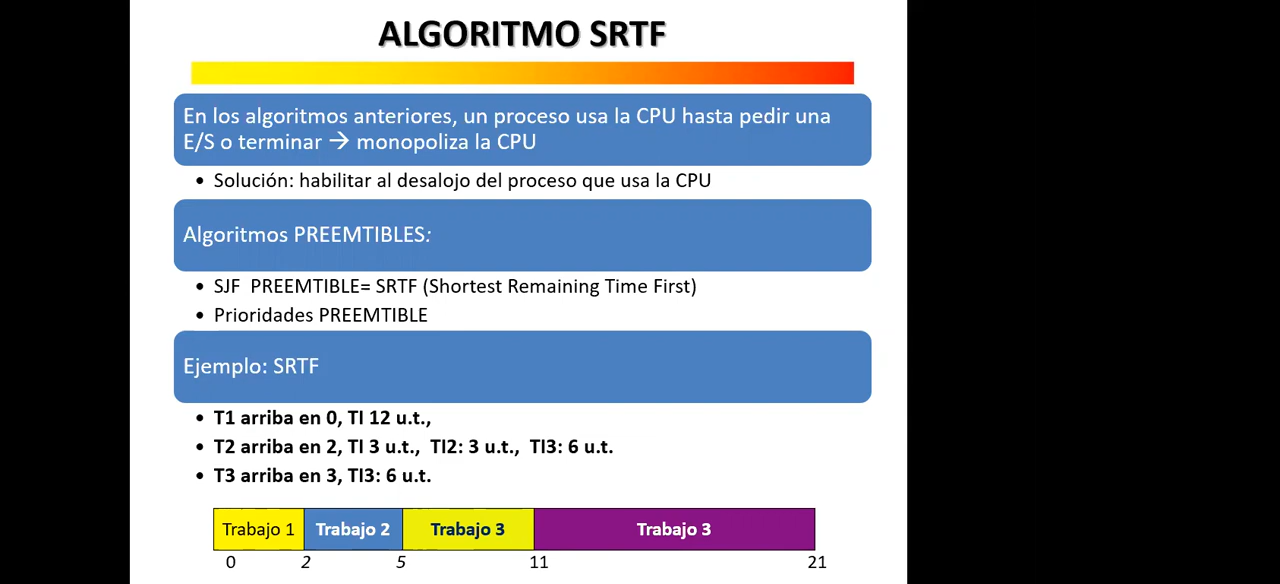 ALGORITMO SRTF
En los algoritmos anteriores, un proceso usa la CPU hasta pedir una
E/S o terminar → monopoliza la CPU
• Solución: habilitar al desalojo del proceso que usa la CPU
Algoritmos PREEMTIBLES:
• SJF PREEMTIBLE= SRTF (Shortest Remaining Time First)
• Prioridades PREEMTIBLE
Ejemplo: SRTF
• T1 arriba en 0, TI 12 u.t.,
• T2 arriba en 2, TI 3 u.t., TI2: 3 u.t., TI3: 6 u.t.
• T3 arriba en 3, TI3: 6 u.t.
Trabajo 1 Trabajo 2 Trabajo 3 Trabajo 3
0 2 5 11 21